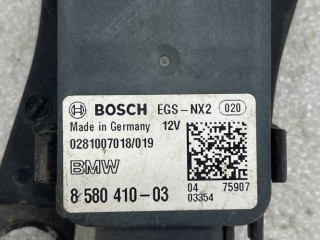 BOSCH EGS-NX2 020
Made in Germany 12V
0281007018/019
BMW
8 580 410-03
04 75907
03354